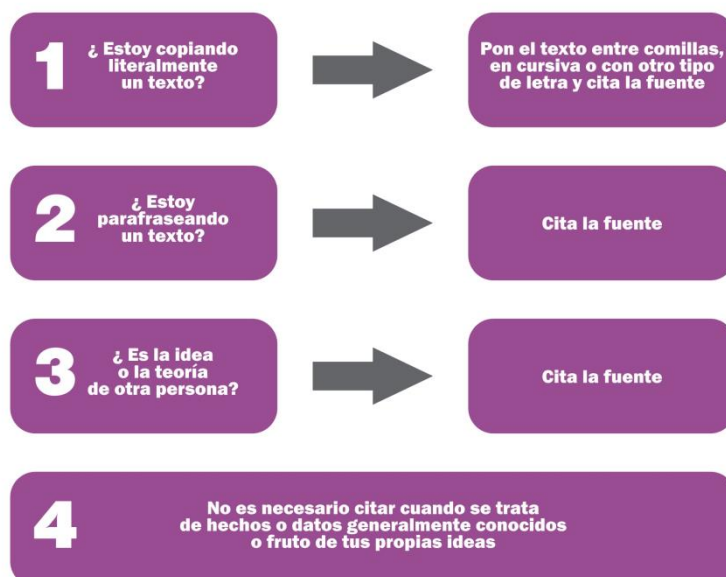 1
¿ Estoy copiando
literalmente
un texto?
Pon el texto entre comillas,
en cursiva o con otro tipo
de letra y cita la fuente
2
¿ Estoy
parafraseando
un texto?
Cita la fuente
3
¿ Es la idea
o la teoría
de otra persona?
Cita la fuente
4
No es necesario citar cuando se trata
de hechos o datos generalmente conocidos
o fruto de tus propias ideas